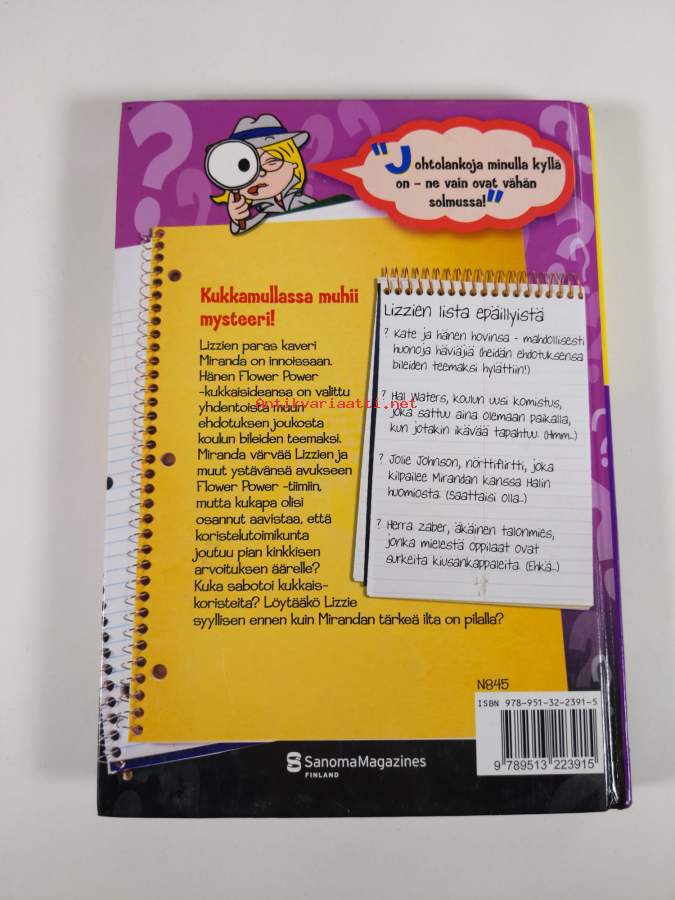 "Johtolankoja minulla kyllä
on – ne vain ovat vähän
solmussa!"
Kukkamullassa muhii
mysteeri!
Lizzien paras kaveri
Miranda on innoissaan.
Hänen Flower Power
-kukkaisideansa on valittu
yhdentoista muun
ehdotuksen joukosta
koulun bileiden teemaksi.
Miranda värvää Lizzien ja
muut ystävänsä avukseen
Flower Power -tiimiin,
mutta kukapa olisi
osannut aavistaa, että
koristelutoimikunta
joutuu pian kinkkisen
arvoituksen äärelle?
Kuka sabotoi kukkais-
koristeita? Löytääkö Lizzie
syyllisen ennen kuin Mirandan tärkeä ilta on pilalla?
Lizzien lista epäillyistä
? Kate ja hänen hovinsa – mahdollisesti
huonoja häviäjiä (heidän ehdotuksensa
bileiden teemaksi hylättiin!)
? Hal Waters, koulun uusi komistus,
joka sattuu aina olemaan paikalla,
kun jotakin ikävää tapahtuu (Hmm...)
? Jolie Johnson, nörttiflirtti, joka
kilpailee Mirandan kanssa Halin
huomiosta (Saattaisi olla...)
? Herra Zaber, äkäinen talonmies,
jonka mielestä oppilaat ovat
surkeita kiusankappaleita (Ehkä...)
Antikvariaatti.net
N845
ISBN 978-951-32-2391-5
9 789513 223915
SanomaMagazines
FINLAND